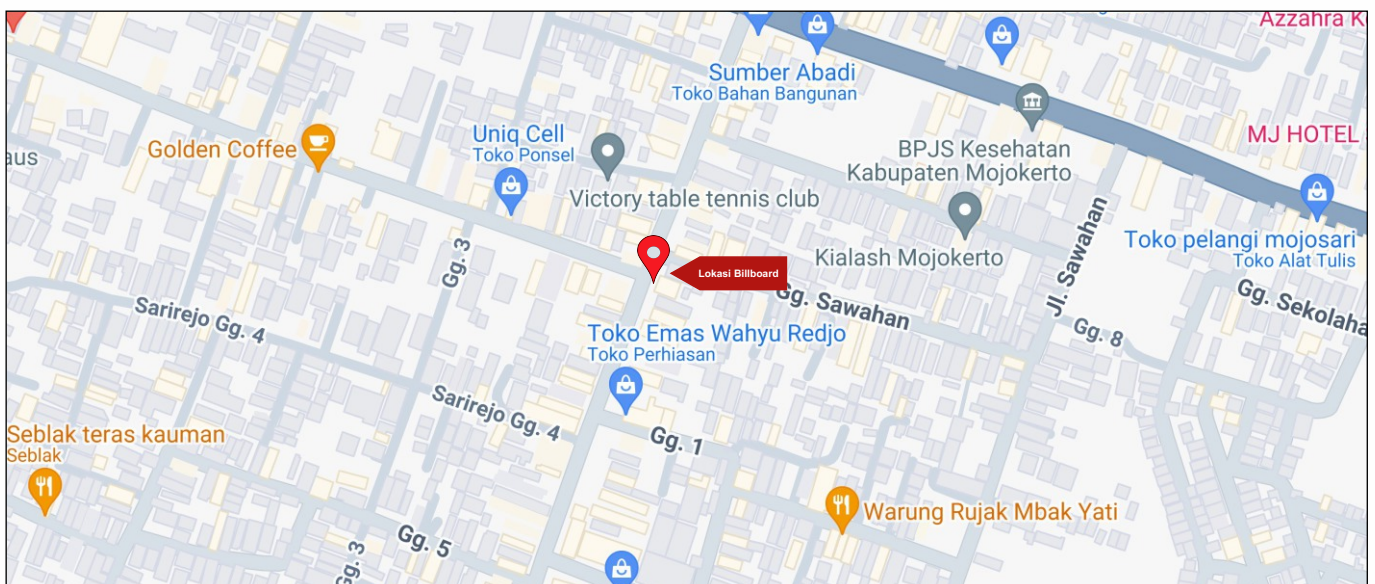 Azzahra K
Sumber Abadi
Toko Bahan Bangunan
MJ HOTEL
Uniq Cell
Toko Ponsel
Golden Coffee
BPJS Kesehatan
Kabupaten Mojokerto
aus
Victory table tennis club
Jl. Sawahan
Toko pelangi mojosari
Toko Alat Tulis
Kialash Mojokerto
Gg. 3
Lokasi Billboard
Gg. Sawahan
Gg. Sekolaha
Sarirejo Gg. 4
Gg. 8
Toko Emas Wahyu Redjo
Toko Perhiasan
Sarirejo Gg. 4
Gg. 1
Seblak teras kauman
Seblak
Warung Rujak Mbak Yati
Gg. 5
Gg. 3